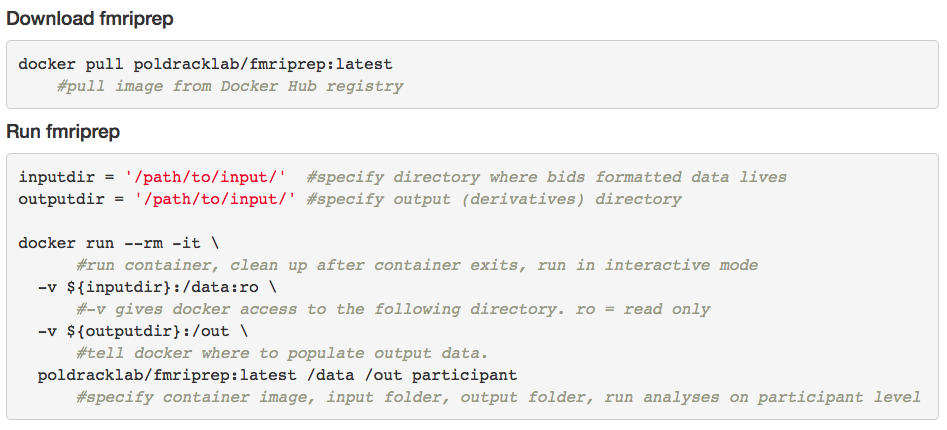 Download fmriprep
docker pull poldracklab/fmriprep:latest
#pull image from Docker Hub registry
Run fmriprep
inputdir = '/path/to/input/'  #specify directory where bids formatted data lives
outputdir = '/path/to/input/' #specify output (derivatives) directory
docker run --rm -it \
#run container, clean up after container exits, run in interactive mode
-v ${inputdir}:/data:ro \
#-v gives docker access to the following directory. ro = read only
-v ${outputdir}:/out \
#tell docker where to populate output data.
poldracklab/fmriprep:latest /data /out participant
#specify container image, input folder, output folder, run analyses on participant level